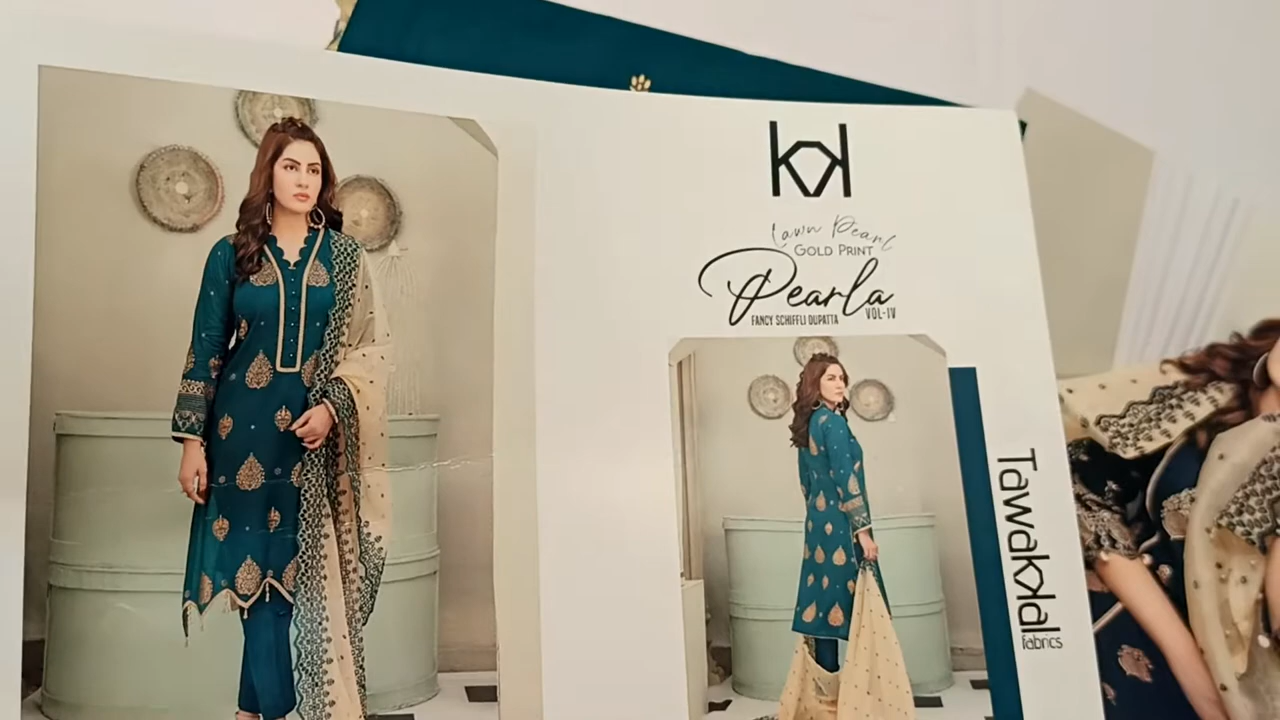 kk
Lawn Pearl
GOLD PRINT
Pearla
FANCY SCHIFFLI DUPATTA VOL-IV
Tawakkal
fabrics